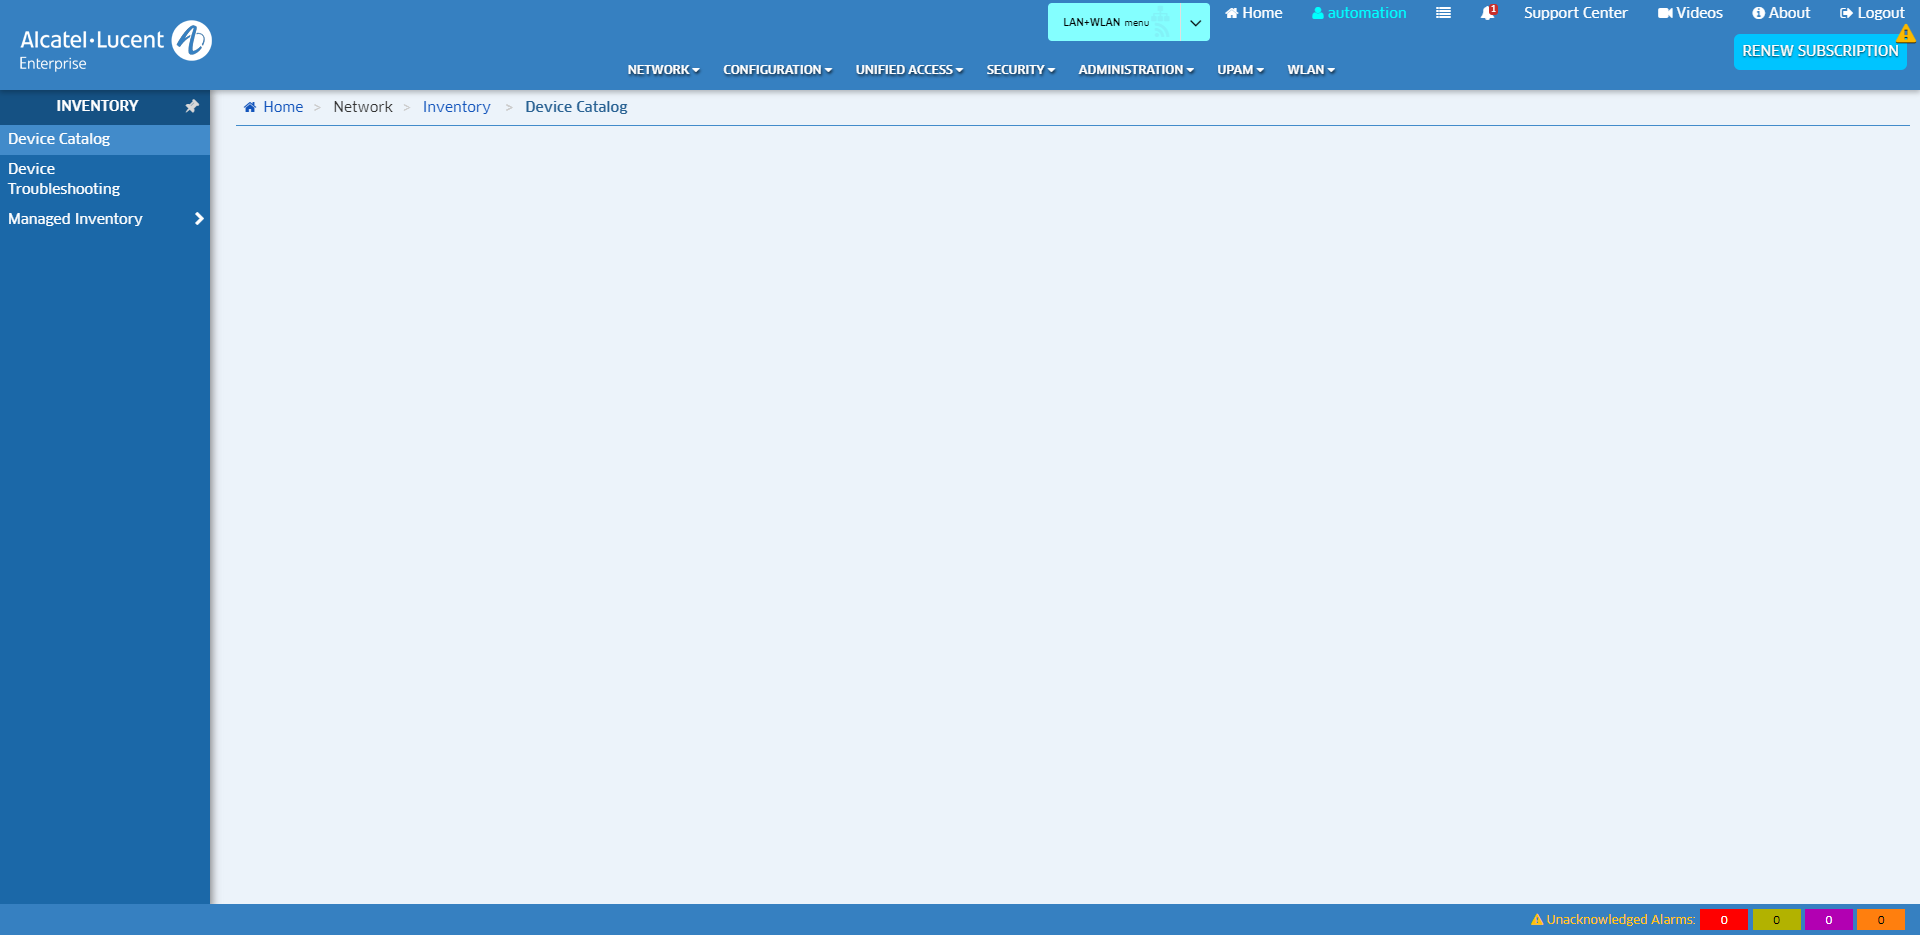 LAN+WLAN menu
Home
automation
1
Support Center
Videos
About
Logout
Alcatel·Lucent
Enterprise
RENEW SUBSCRIPTION
NETWORK
CONFIGURATION
UNIFIED ACCESS
SECURITY
ADMINISTRATION
UPAM
WLAN
INVENTORY
Home > Network > Inventory > Device Catalog
Device Catalog
Device
Troubleshooting
Managed Inventory
Unacknowledged Alarms: 0 0 0 0